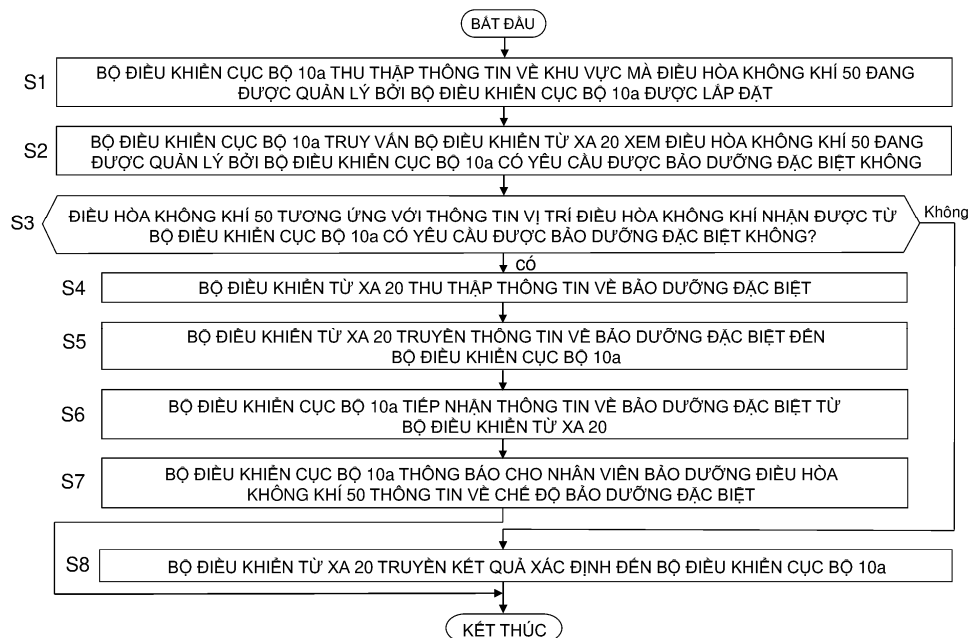 BẮT ĐẦU
S1
BỘ ĐIỀU KHIỂN CỤC BỘ 10a THU THẬP THÔNG TIN VỀ KHU VỰC MÀ ĐIỀU HÒA KHÔNG KHÍ 50 ĐANG
ĐƯỢC QUẢN LÝ BỞI BỘ ĐIỀU KHIỂN CỤC BỘ 10a ĐƯỢC LẮP ĐẶT
S2
BỘ ĐIỀU KHIỂN CỤC BỘ 10a TRUY VẤN BỘ ĐIỀU KHIỂN TỪ XA 20 XEM ĐIỀU HÒA KHÔNG KHÍ 50 ĐANG
ĐƯỢC QUẢN LÝ BỞI BỘ ĐIỀU KHIỂN CỤC BỘ 10a CÓ YÊU CẦU ĐƯỢC BẢO DƯỠNG ĐẶC BIỆT KHÔNG
S3
ĐIỀU HÒA KHÔNG KHÍ 50 TƯƠNG ỨNG VỚI THÔNG TIN VỊ TRÍ ĐIỀU HÒA KHÔNG KHÍ NHẬN ĐƯỢC TỪ
BỘ ĐIỀU KHIỂN CỤC BỘ 10a CÓ YÊU CẦU ĐƯỢC BẢO DƯỠNG ĐẶC BIỆT KHÔNG?
Không
CÓ
S4
BỘ ĐIỀU KHIỂN TỪ XA 20 THU THẬP THÔNG TIN VỀ BẢO DƯỠNG ĐẶC BIỆT
S5
BỘ ĐIỀU KHIỂN TỪ XA 20 TRUYỀN THÔNG TIN VỀ BẢO DƯỠNG ĐẶC BIỆT ĐẾN
BỘ ĐIỀU KHIỂN CỤC BỘ 10a
S6
BỘ ĐIỀU KHIỂN CỤC BỘ 10a TIẾP NHẬN THÔNG TIN VỀ BẢO DƯỠNG ĐẶC BIỆT TỪ
BỘ ĐIỀU KHIỂN TỪ XA 20
S7
BỘ ĐIỀU KHIỂN CỤC BỘ 10a THÔNG BÁO CHO NHÂN VIÊN BẢO DƯỠNG ĐIỀU HÒA
KHÔNG KHÍ 50 THÔNG TIN VỀ CHẾ ĐỘ BẢO DƯỠNG ĐẶC BIỆT
S8
BỘ ĐIỀU KHIỂN TỪ XA 20 TRUYỀN KẾT QUẢ XÁC ĐỊNH ĐẾN BỘ ĐIỀU KHIỂN CỤC BỘ 10a
KẾT THÚC